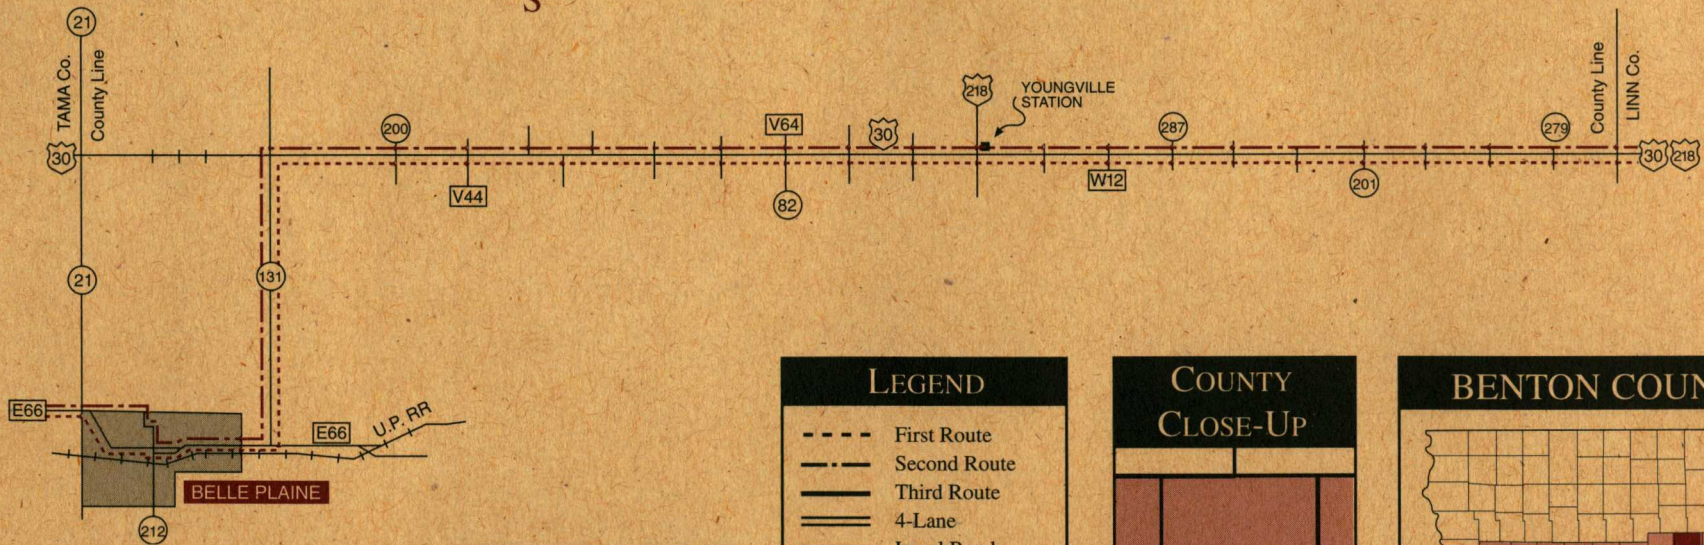 S
21
TAMA Co.
County Line
30
200
V44
V64
82
30
218
YOUNGVILLE
STATION
W12
287
201
279
County Line
LINN Co.
30
218
21
131
E66
E66
U.P. RR
BELLE PLAINE
212
LEGEND
First Route
Second Route
Third Route
4-Lane
COUNTY
CLOSE-UP
BENTON COUN